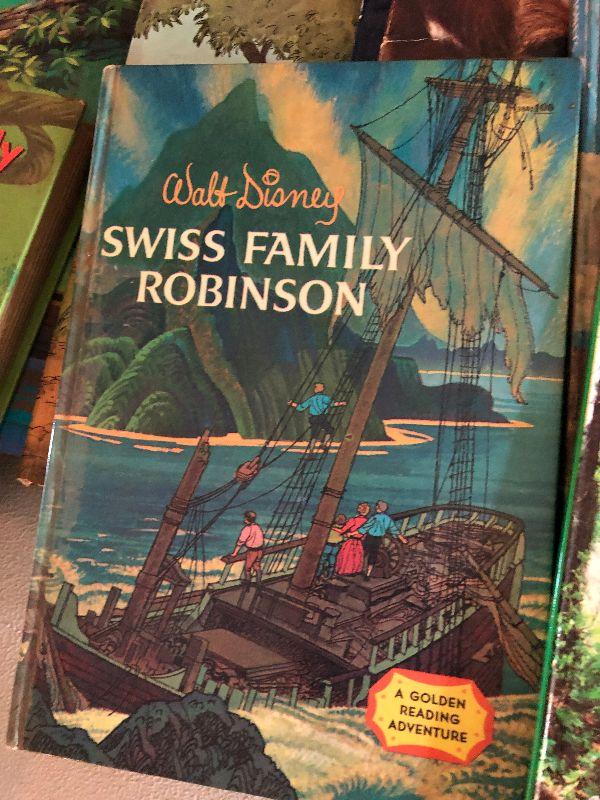 Walt Disney
SWISS FAMILY
ROBINSON
A GOLDEN
READING
ADVENTURE